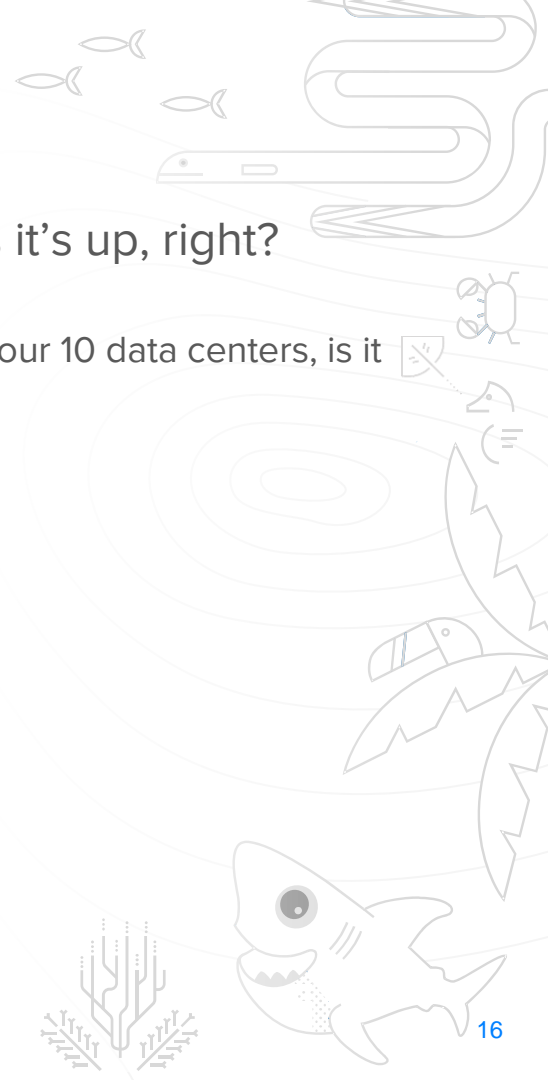 it’s up, right?
our 10 data centers, is it
16